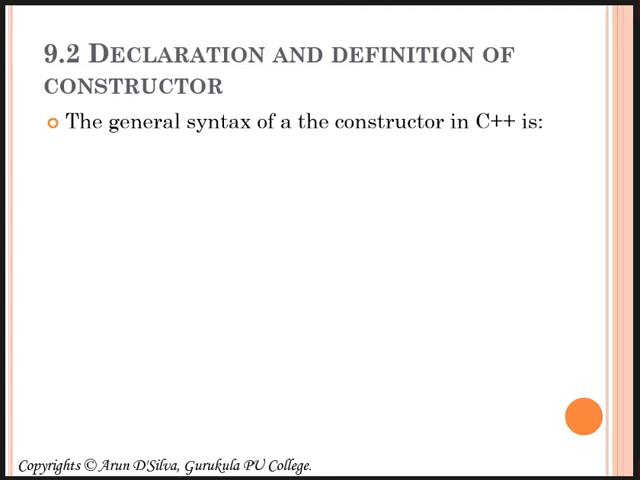 9.2 DECLARATION AND DEFINITION OF
CONSTRUCTOR
The general syntax of a the constructor in C++ is:
Copyrights © Arun D'Silva, Gurukula PU College.